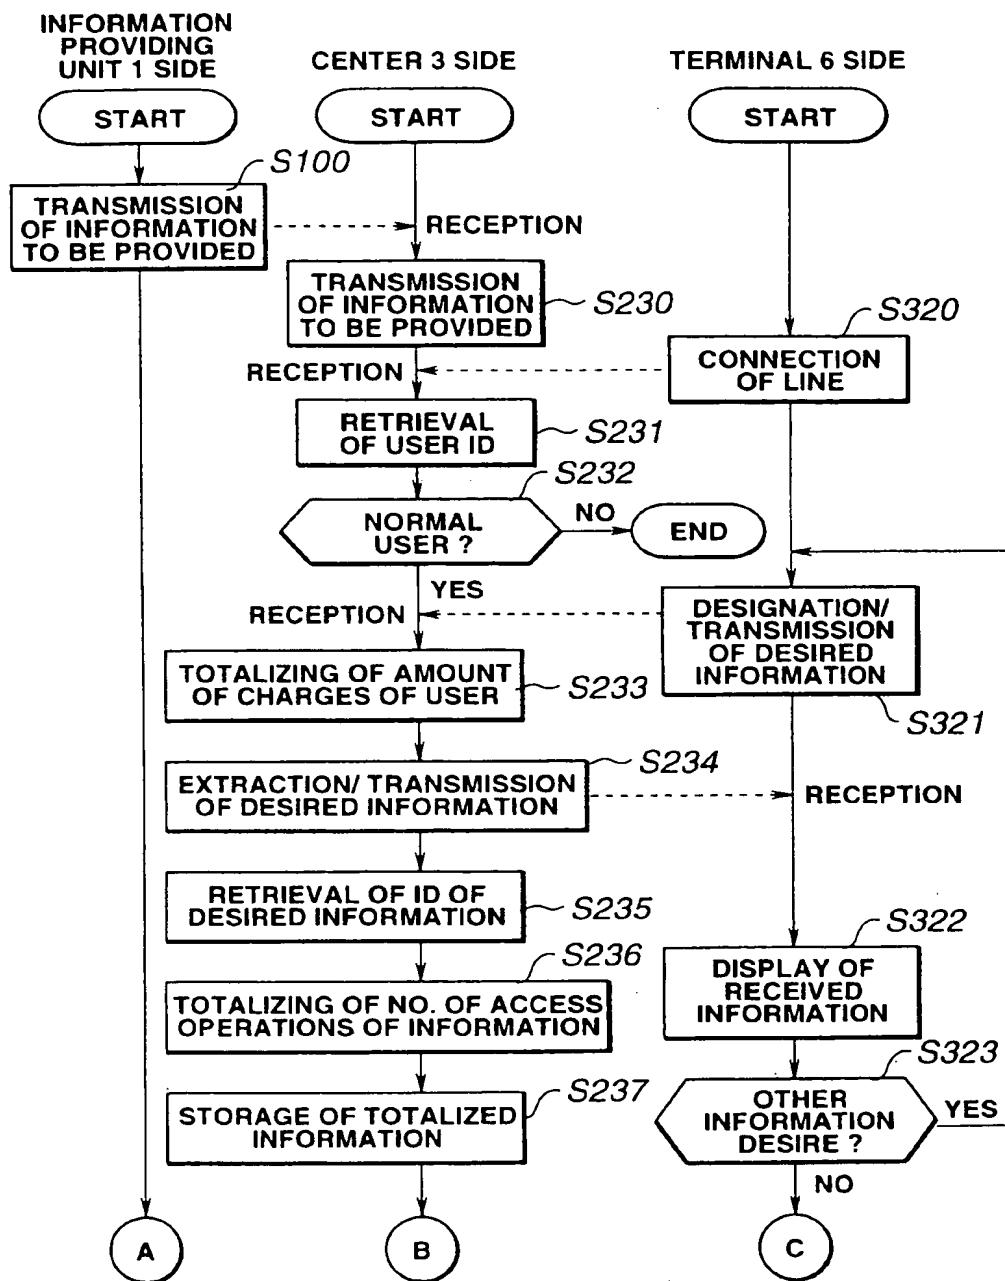 INFORMATION
PROVIDING
UNIT 1 SIDE
CENTER 3 SIDE
TERMINAL 6 SIDE
START
START
START
S100
TRANSMISSION
OF INFORMATION
TO BE PROVIDED
RECEPTION
TRANSMISSION
OF INFORMATION
TO BE PROVIDED
S230
S320
CONNECTION
OF LINE
RECEPTION
RETRIEVAL
OF USER ID
S231
S232
NORMAL
USER ?
NO
END
YES
RECEPTION
DESIGNATION/
TRANSMISSION
OF DESIRED
INFORMATION
S321
TOTALIZING OF AMOUNT
OF CHARGES OF USER
S233
S234
EXTRACTION/ TRANSMISSION
OF DESIRED INFORMATION
RECEPTION
RETRIEVAL OF ID OF
DESIRED INFORMATION
S235
S322
DISPLAY OF
RECEIVED
INFORMATION
S236
TOTALIZING OF NO. OF ACCESS
OPERATIONS OF INFORMATION
S323
OTHER
INFORMATION
DESIRE ?
YES
NO
S237
STORAGE OF TOTALIZED
INFORMATION
A
B
C